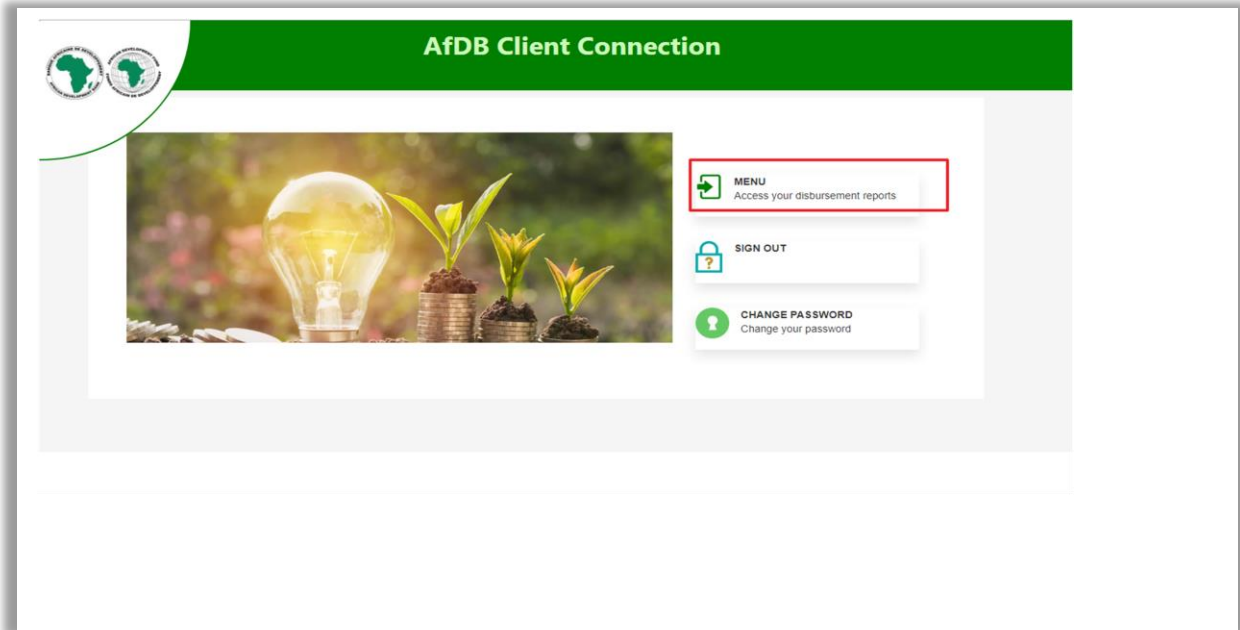 AfDB Client Connection
MENU
Access your disbursement reports
SIGN OUT
?
CHANGE PASSWORD
Change your password